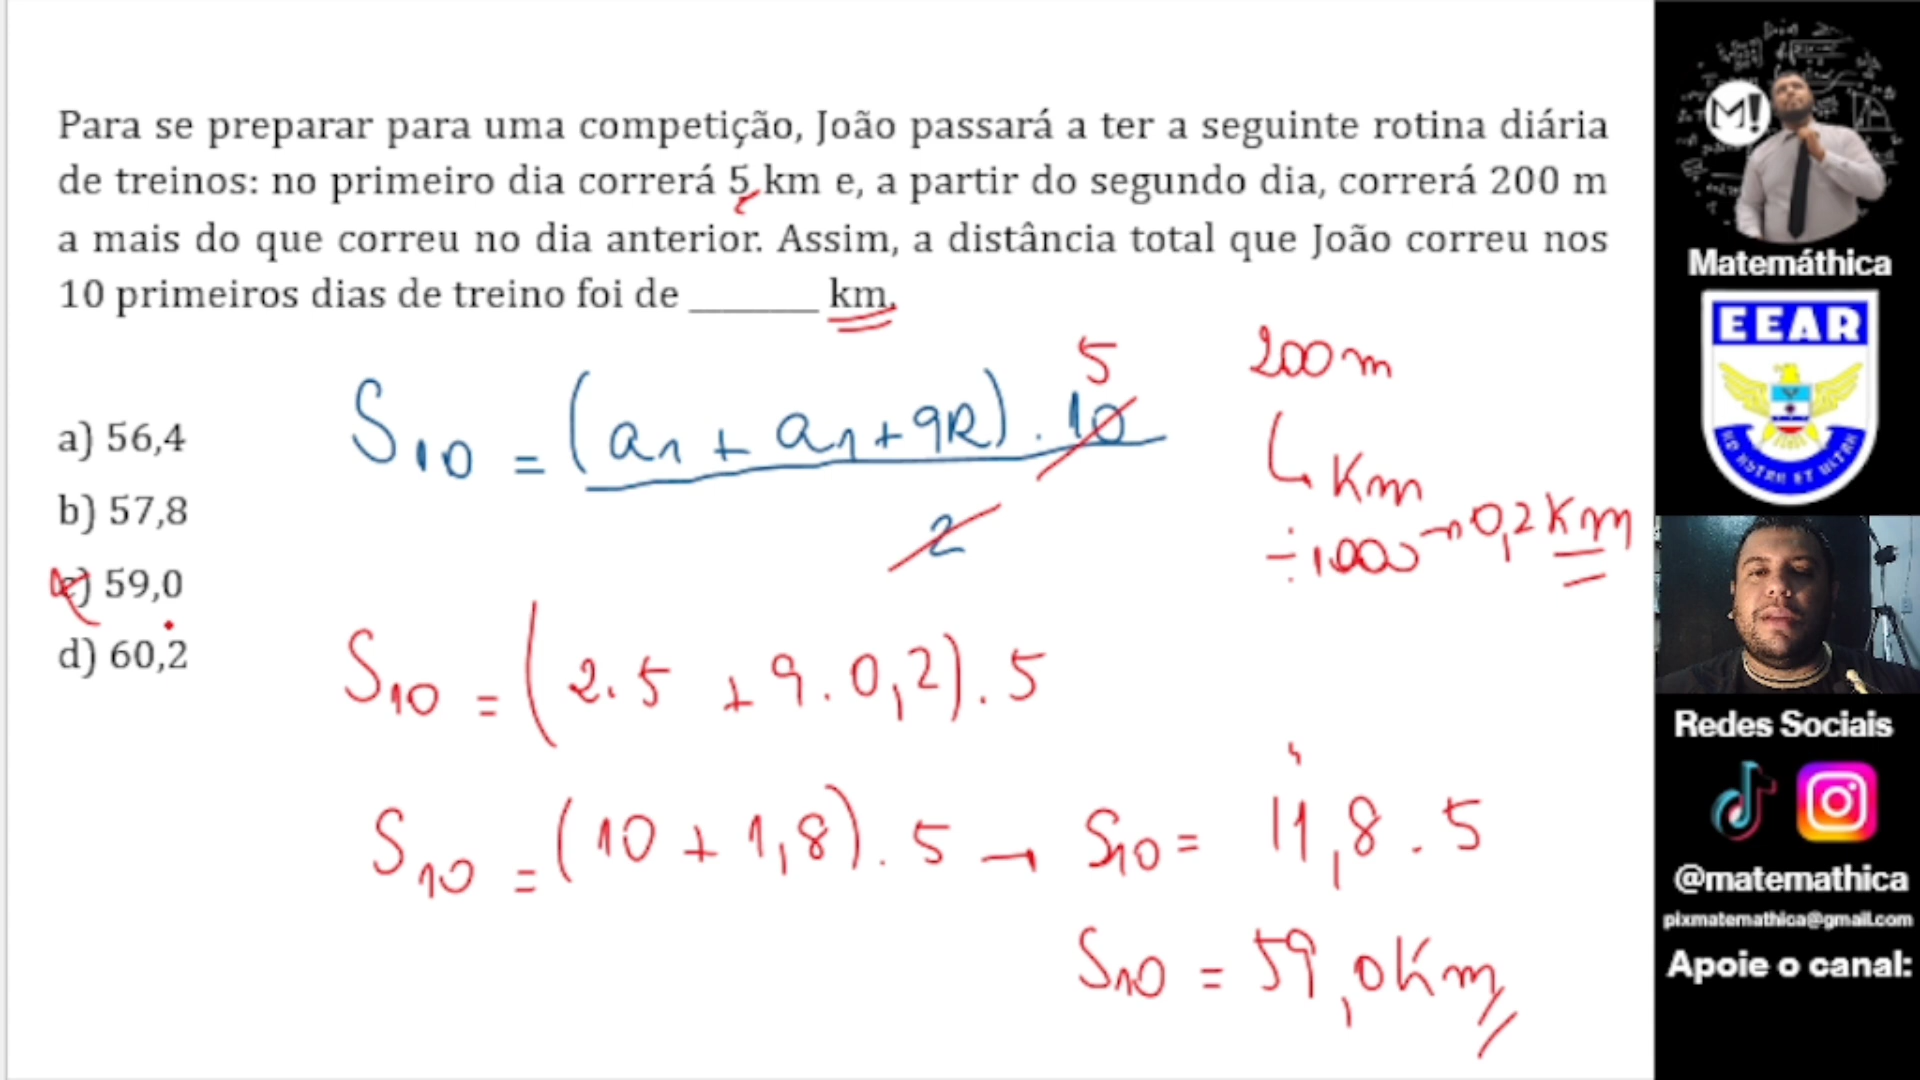 Para se preparar para uma competição, João passará a ter a seguinte rotina diária
de treinos: no primeiro dia correrá 5 km e, a partir do segundo dia, correrá 200 m
a mais do que correu no dia anterior. Assim, a distância total que João correu nos
10 primeiros dias de treino foi de _______ km.
a) 56,4
b) 57,8
c) 59,0
d) 60,2
S10 = (a1 + a1 + 9R) . 10
5
2
200 m
Km
÷1000 → 0,2 Km
S10 = (2.5 + 9.0,2) . 5
S10 = (10 + 1,8) . 5 → S10 = 11,8 . 5
4
S10 = 59,0 Km
M!
Matemáthica
EEAR
Redes Sociais
@matemathica
pixmatemathica@gmail.com
Apoie o canal: